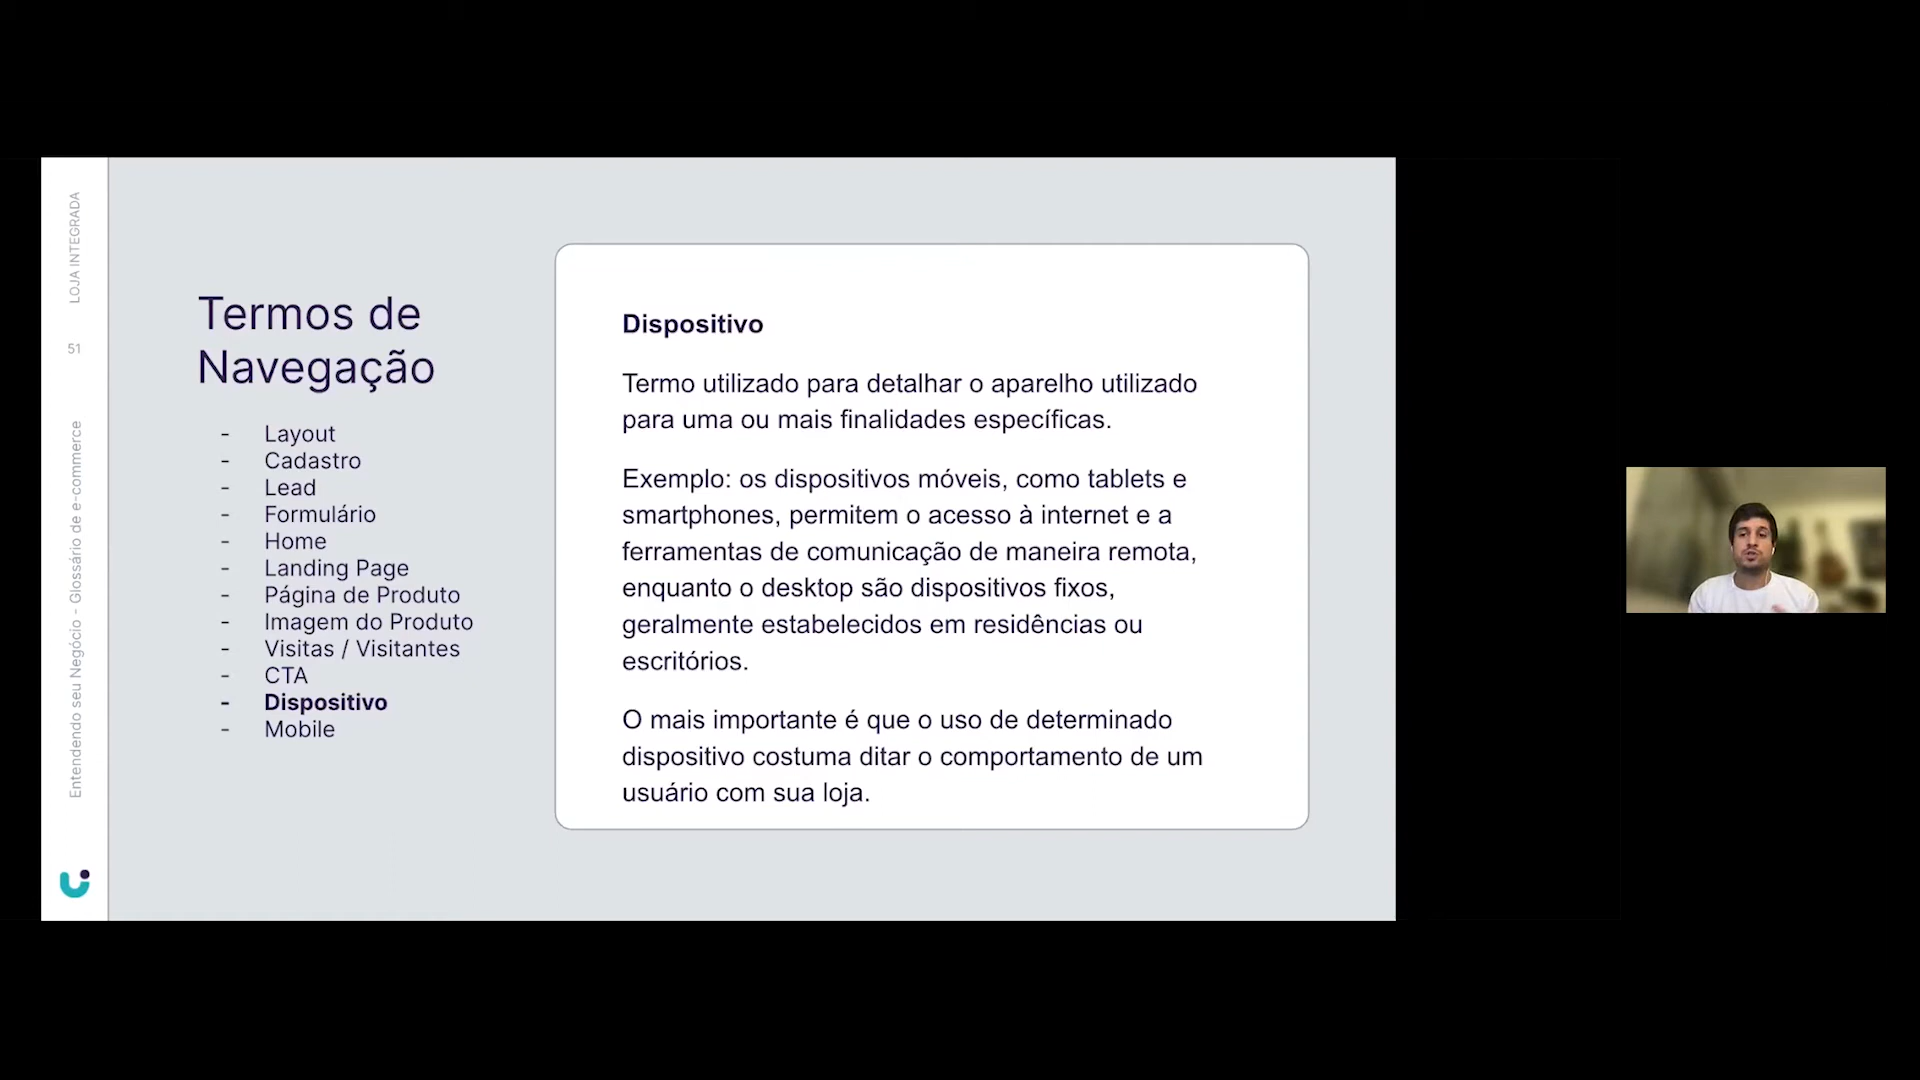 LOJA INTEGRADA
51
Entendendo seu Negócio - Glossário de e-commerce
Termos de
Navegação
- Layout
- Cadastro
- Lead
- Formulário
- Home
- Landing Page
- Página de Produto
- Imagem do Produto
- Visitas / Visitantes
- CTA
- Dispositivo
- Mobile
Dispositivo
Termo utilizado para detalhar o aparelho utilizado
para uma ou mais finalidades específicas.
Exemplo: os dispositivos móveis, como tablets e
smartphones, permitem o acesso à internet e a
ferramentas de comunicação de maneira remota,
enquanto o desktop são dispositivos fixos,
geralmente estabelecidos em residências ou
escritórios.
O mais importante é que o uso de determinado
dispositivo costuma ditar o comportamento de um
usuário com sua loja.